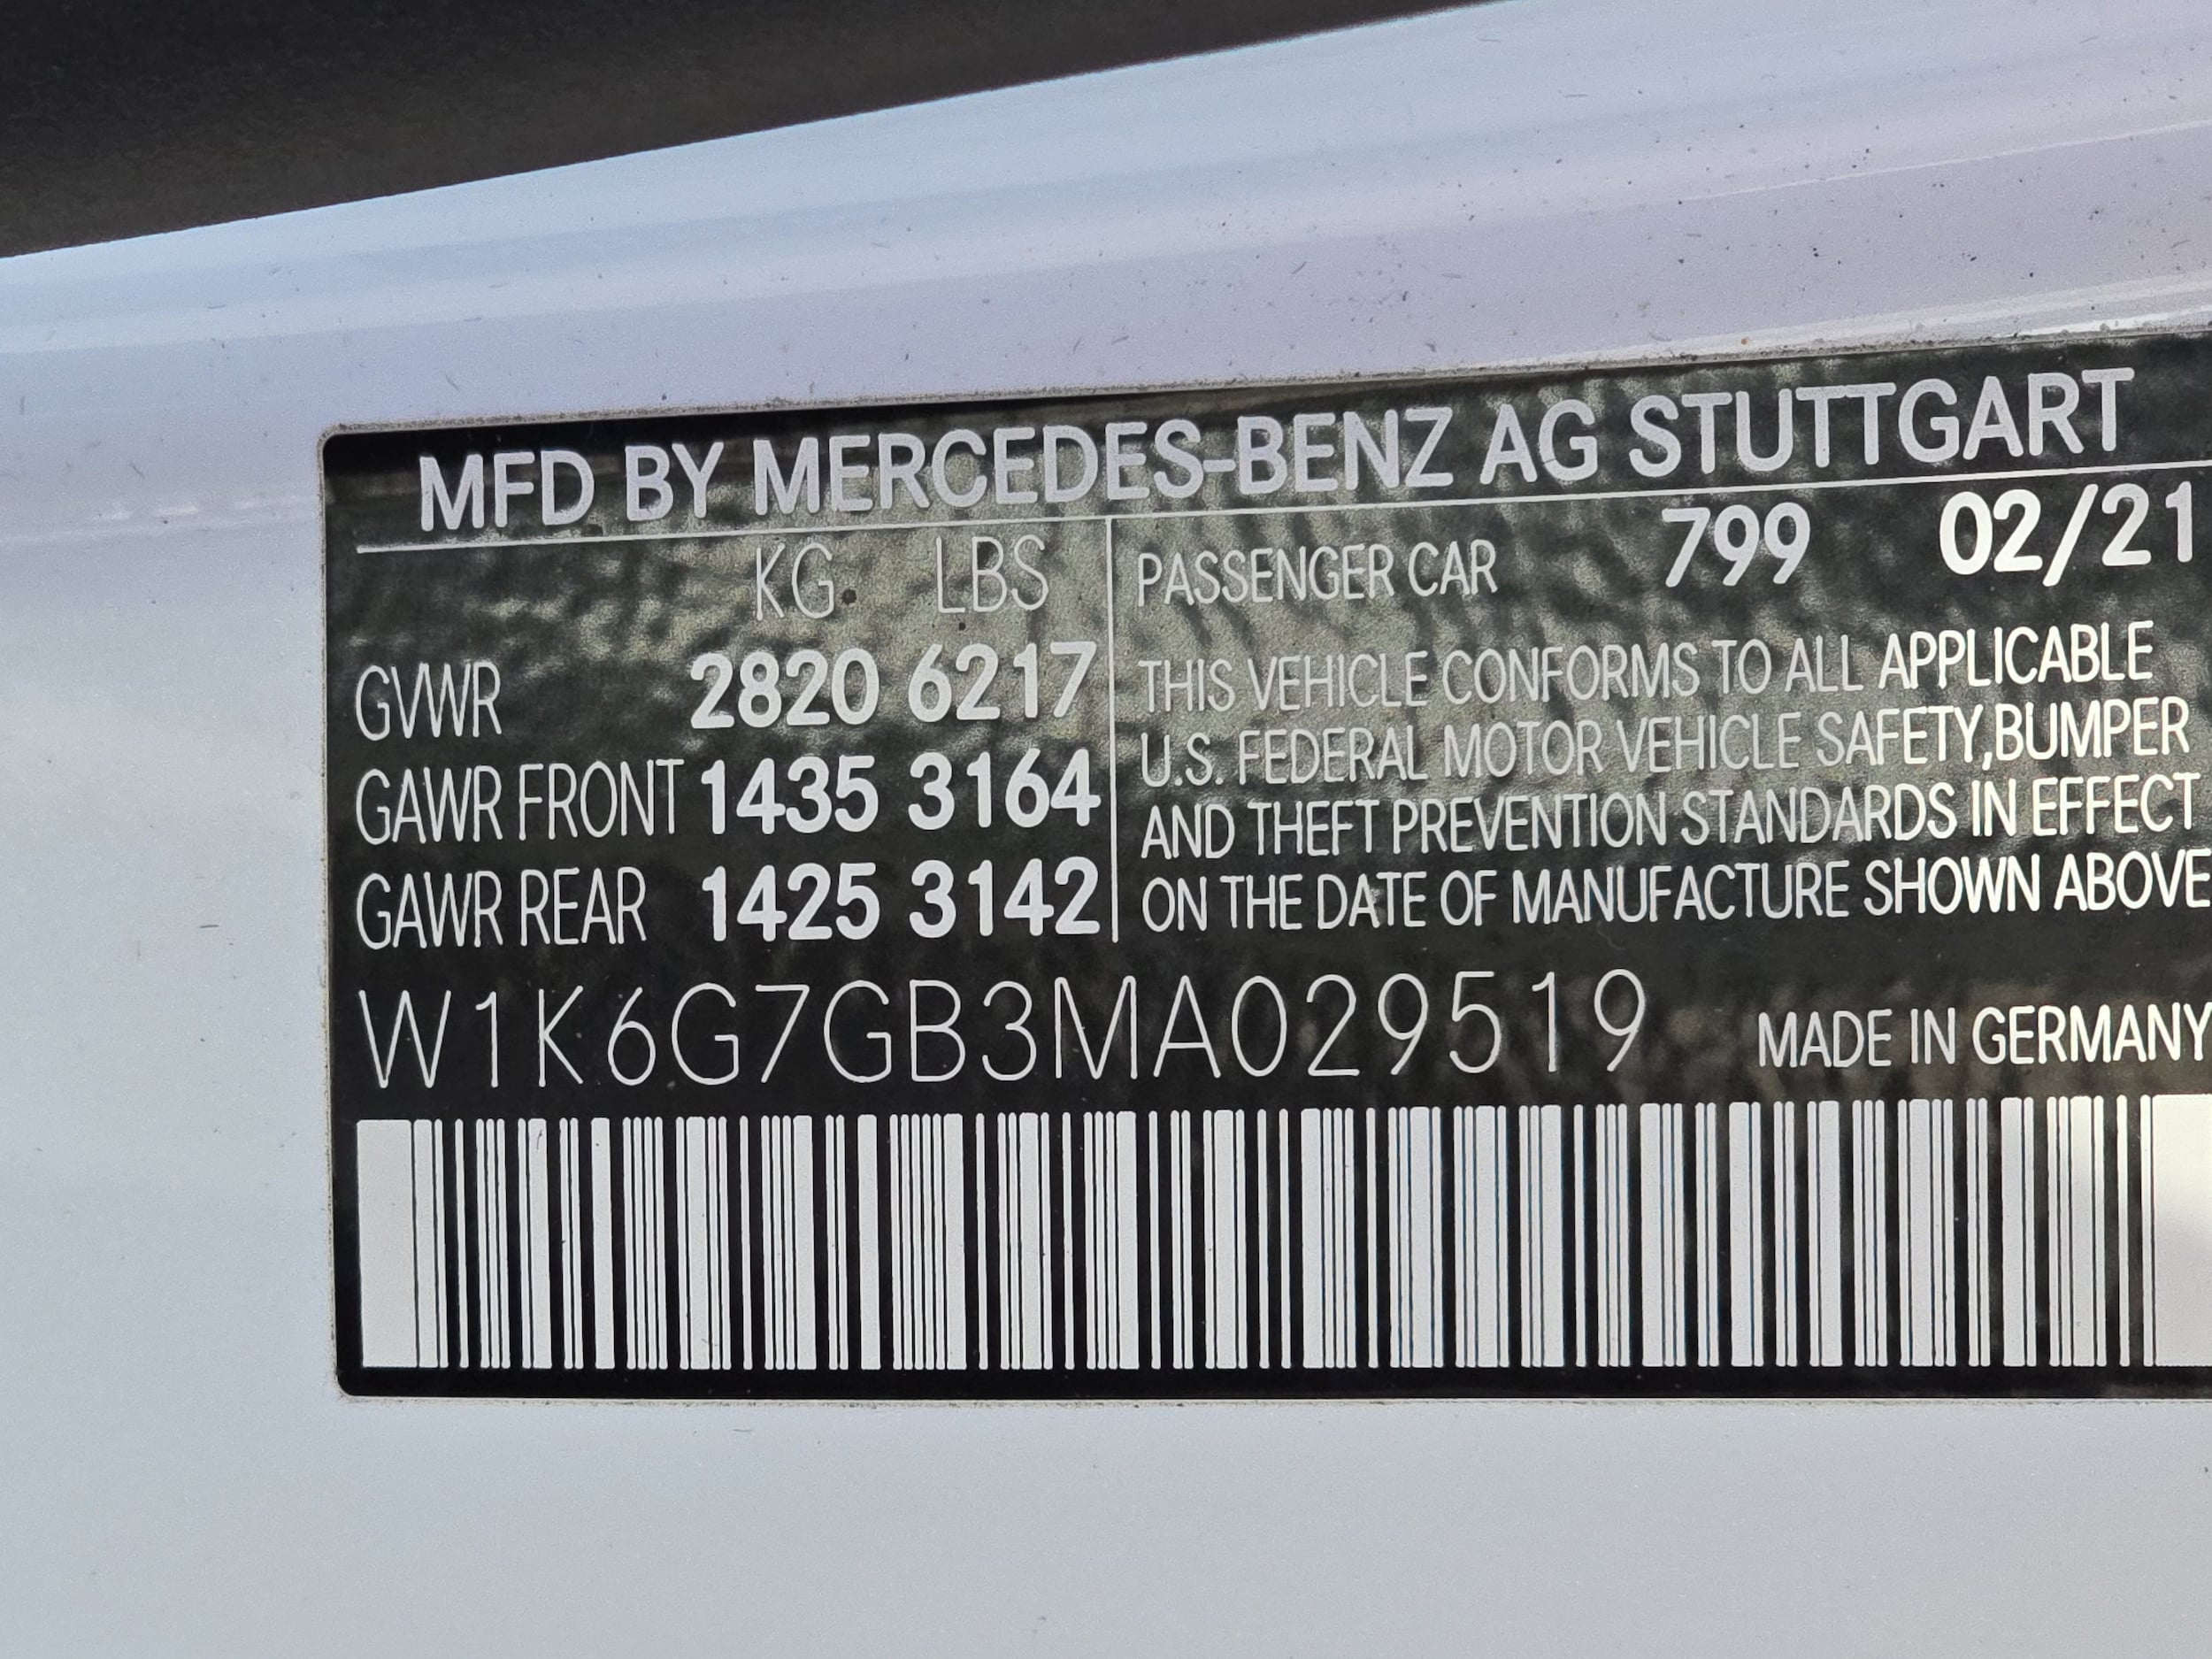 MFD BY MERCEDES-BENZ AG STUTTGART
KG LBS
GVWR 2820 6217
GAWR FRONT 1435 3164
GAWR REAR 1425 3142
PASSENGER CAR 799 02/21
THIS VEHICLE CONFORMS TO ALL APPLICABLE
U.S. FEDERAL MOTOR VEHICLE SAFETY,BUMPER
AND THEFT PREVENTION STANDARDS IN EFFECT
ON THE DATE OF MANUFACTURE SHOWN ABOVE
W1K6G7GB3MA029519
MADE IN GERMANY